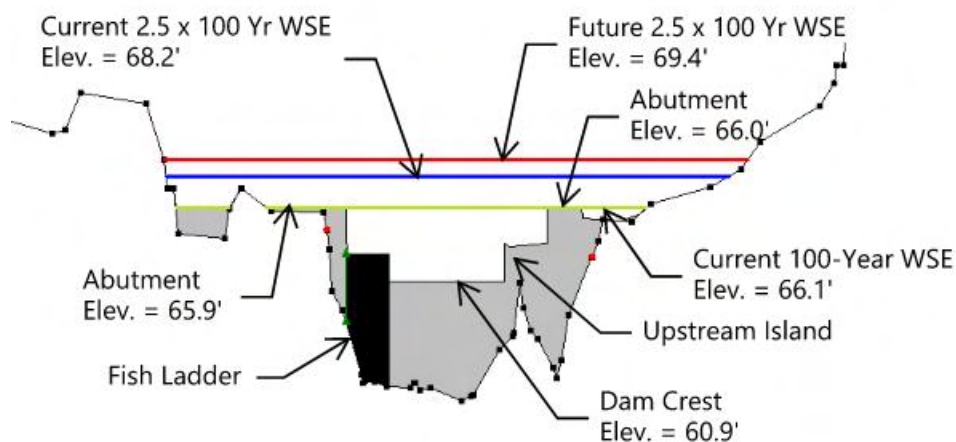 Current 2.5 x 100 Yr WSE
Elev. = 68.2'
Future 2.5 x 100 Yr WSE
Elev. = 69.4'
Abutment
Elev. = 66.0'
Abutment
Elev. = 65.9'
Current 100-Year WSE
Elev. = 66.1'
Upstream Island
Fish Ladder
Dam Crest
Elev. = 60.9'